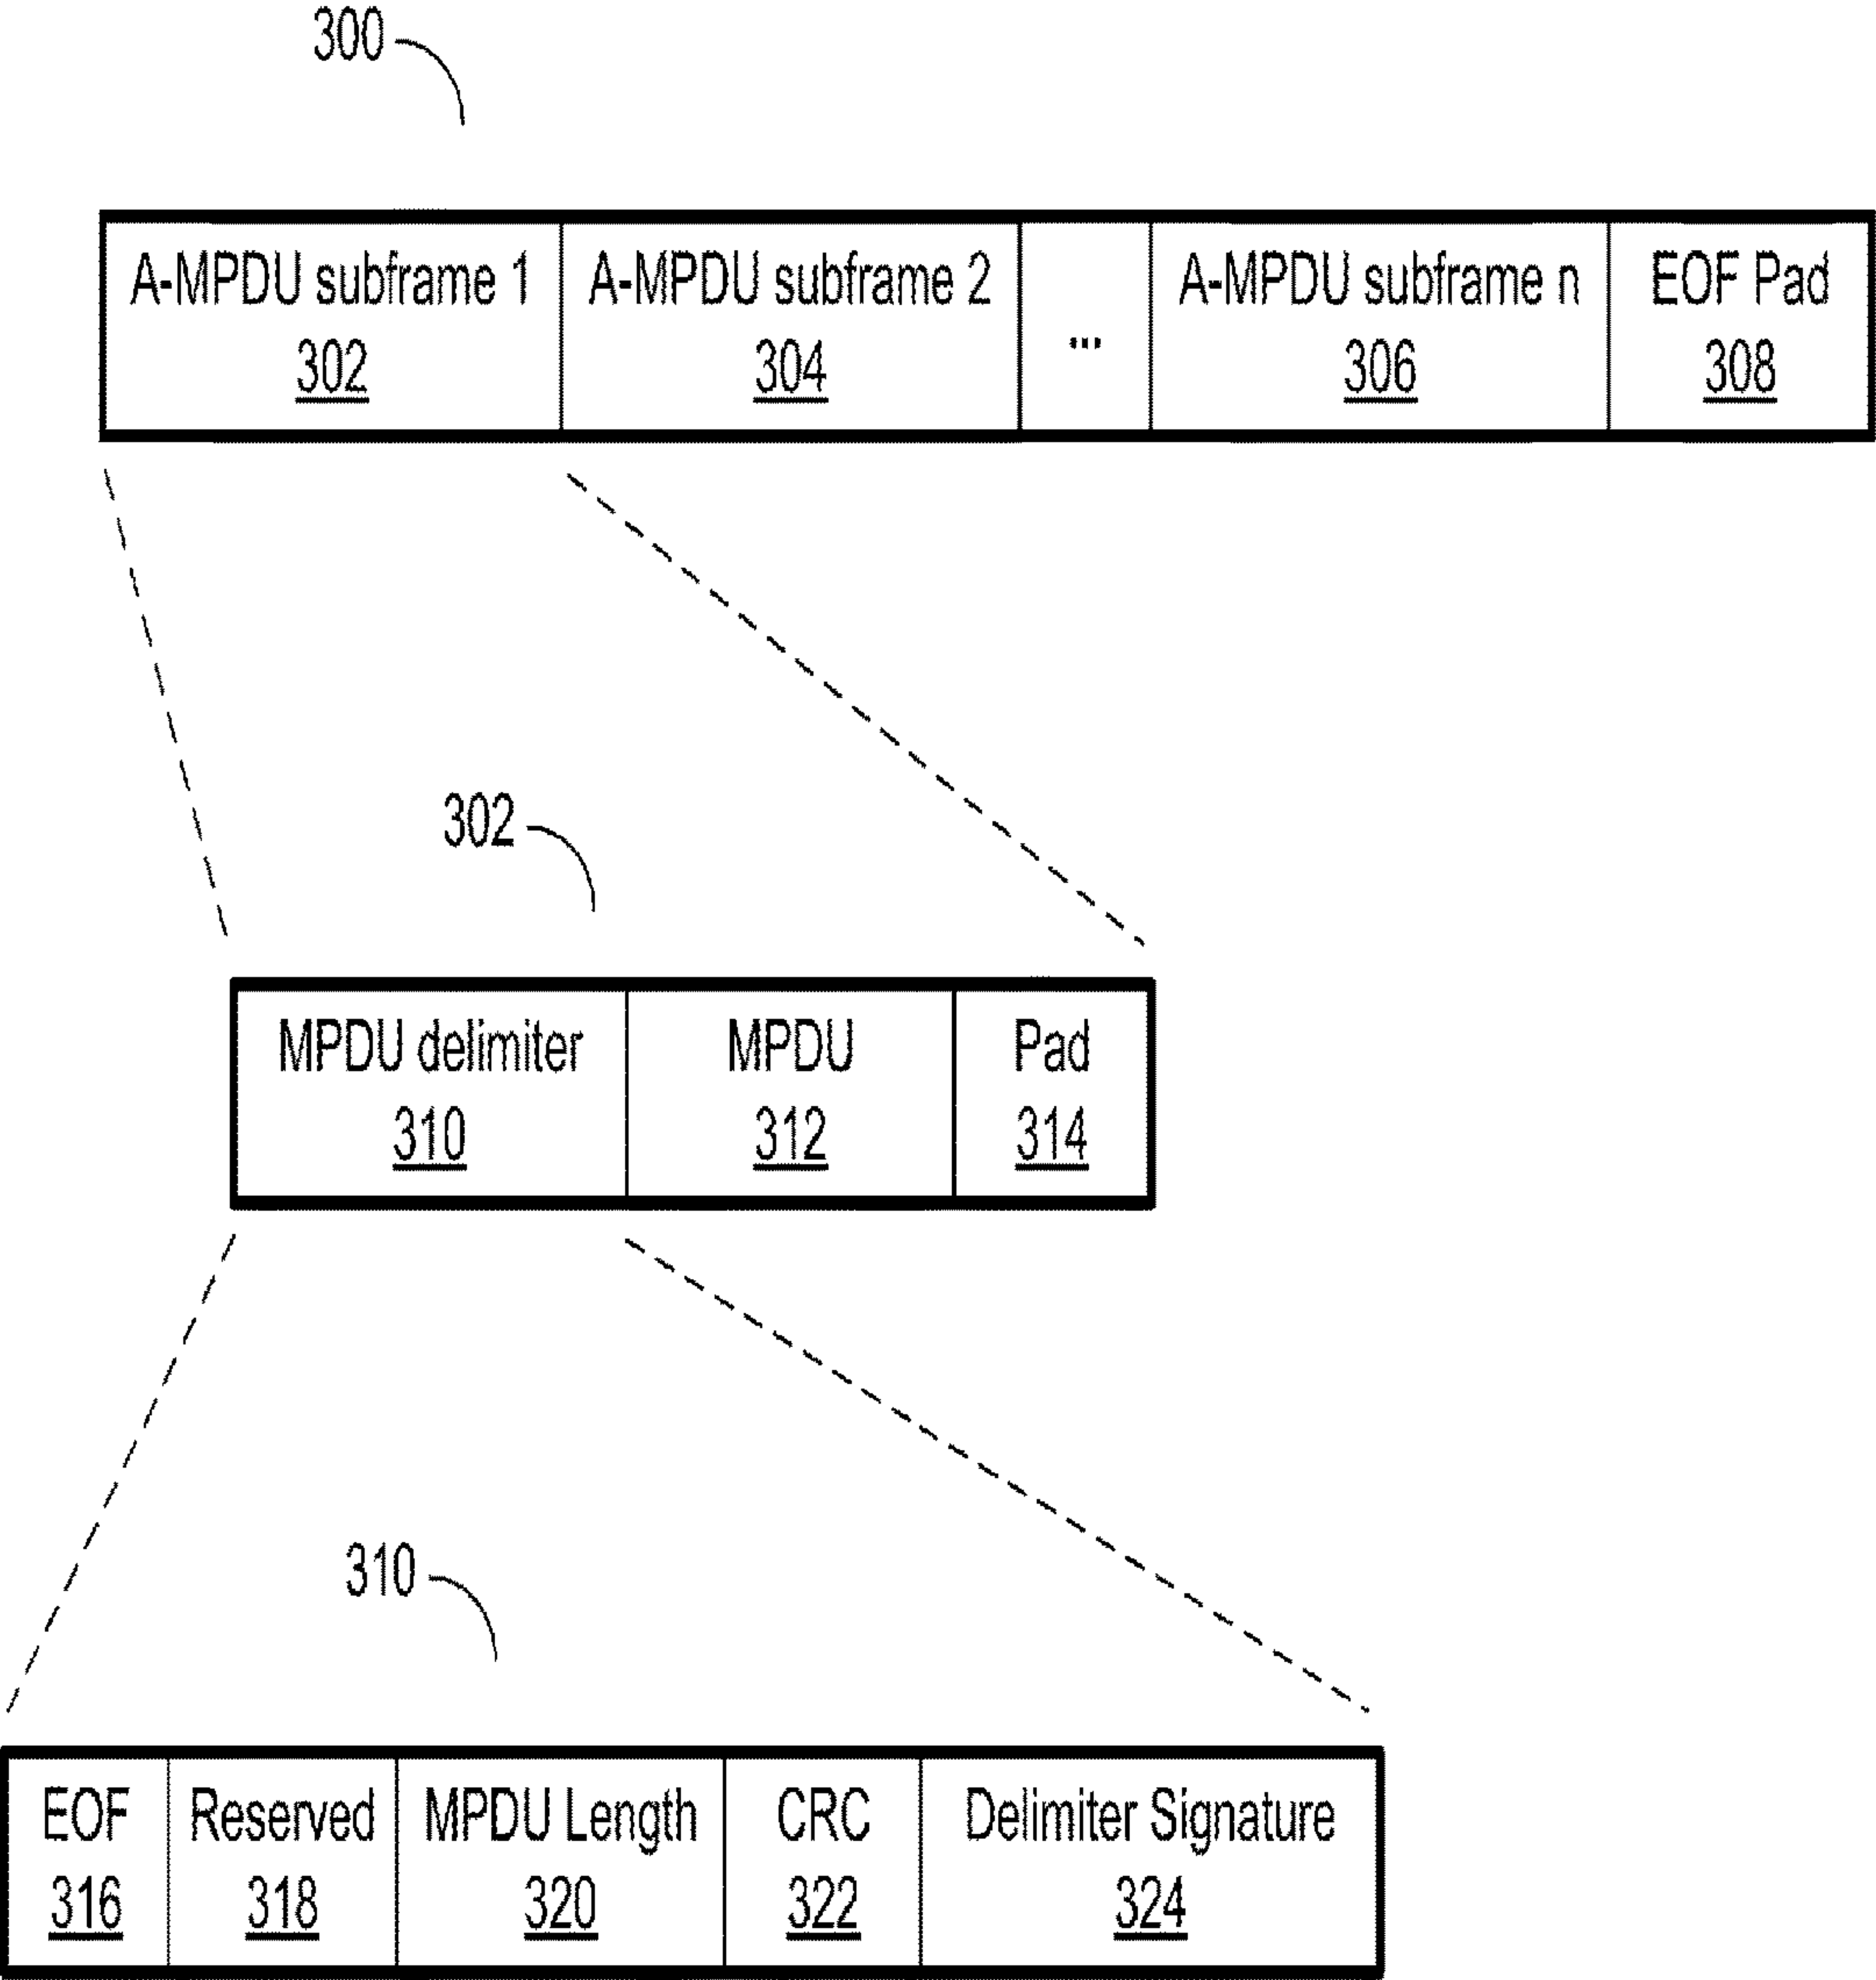 300
A-MPDU subframe 1 A-MPDU subframe 2 ... A-MPDU subframe n EOF Pad
302 304 306 308
302
MPDU delimiter MPDU Pad
310 312 314
310
EOF Reserved MPDU Length CRC Delimiter Signature
316 318 320 322 324